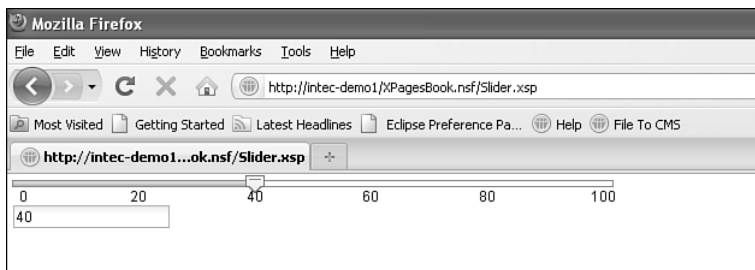 Mozilla Firefox
File Edit View History Bookmarks Tools Help
http://intec-demo1/XPagesBook.nsf/Slider.xsp
Most Visited Getting Started Latest Headlines Eclipse Preference Pa... Help File To CMS
http://intec-demo1...ok.nsf/Slider.xsp
0 20 40 60 80 100
40